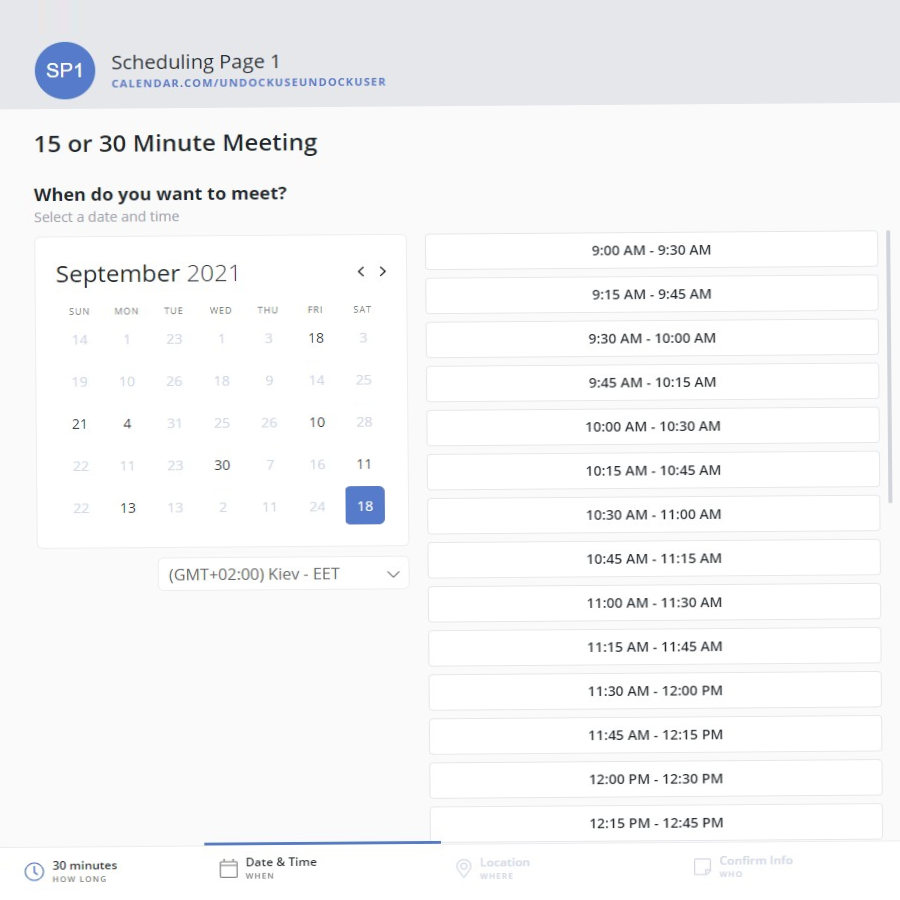 SP1
Scheduling Page 1
CALENDAR.COM/UNDOCKUSEUNDOCKUSER
15 or 30 Minute Meeting
When do you want to meet?
Select a date and time
September 2021
SUN MON TUE WED THU FRI SAT
14 1 23 1 3 18 3
19 10 26 18 9 14 25
21 4 31 25 26 10 28
22 11 23 30 7 16 11
22 13 13 2 11 24 18
(GMT+02:00) Kiev - EET
9:00 AM - 9:30 AM
9:15 AM - 9:45 AM
9:30 AM - 10:00 AM
9:45 AM - 10:15 AM
10:00 AM - 10:30 AM
10:15 AM - 10:45 AM
10:30 AM - 11:00 AM
10:45 AM - 11:15 AM
11:00 AM - 11:30 AM
11:15 AM - 11:45 AM
11:30 AM - 12:00 PM
11:45 AM - 12:15 PM
12:00 PM - 12:30 PM
12:15 PM - 12:45 PM
30 minutes
HOW LONG
Date & Time
WHEN
Location
WHERE
Confirm Info
WHO